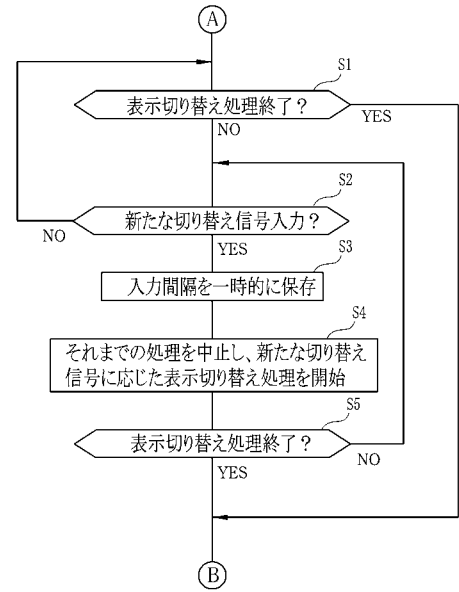 A
S1
表示切り替え処理終了？
YES
NO
S2
新たな切り替え信号入力？
NO
YES
S3
入力間隔を一時的に保存
S4
それまでの処理を中止し、新たな切り替え
信号に応じた表示切り替え処理を開始
S5
表示切り替え処理終了？
NO
YES
B